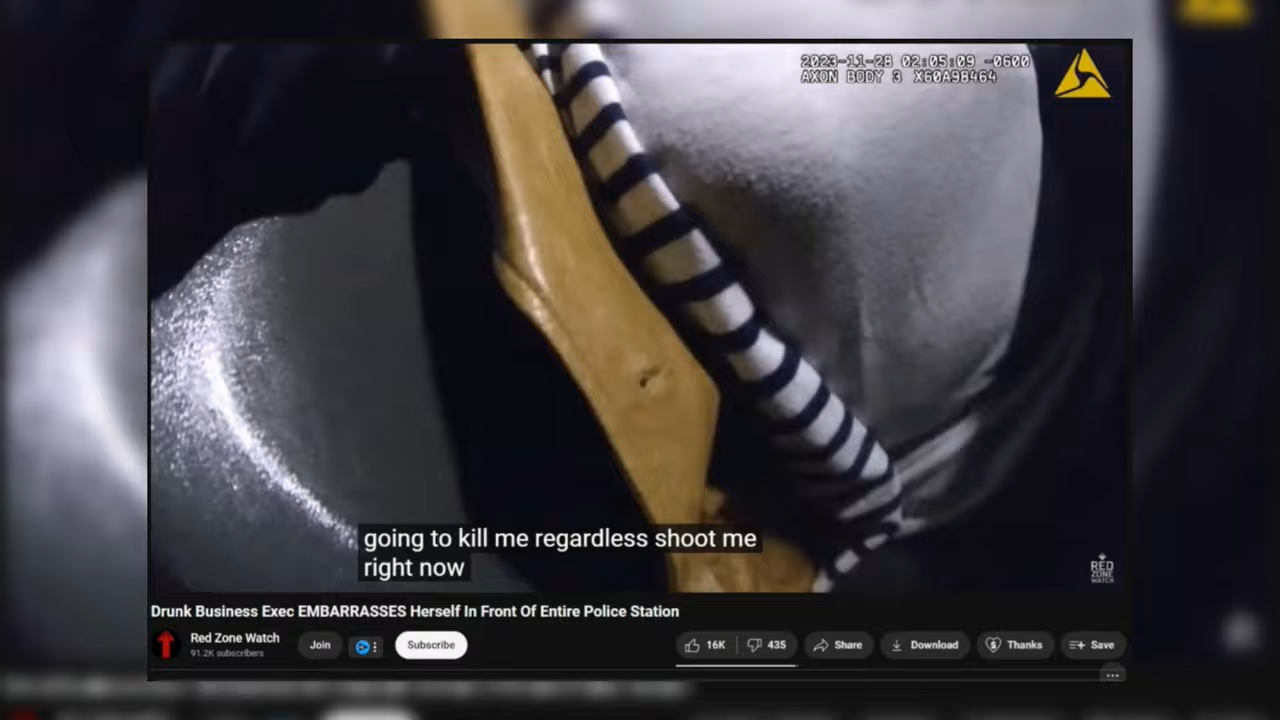 2023-11-28 02:05:09 -0600
AXON BODY 3 X60A98464
going to kill me regardless shoot me
right now
RED
ZONE
WATCH
Drunk Business Exec EMBARRASSES Herself In Front Of Entire Police Station
Red Zone Watch
91.2K subscribers
Join
Subscribe
16K
435
Share
Download
Thanks
Save